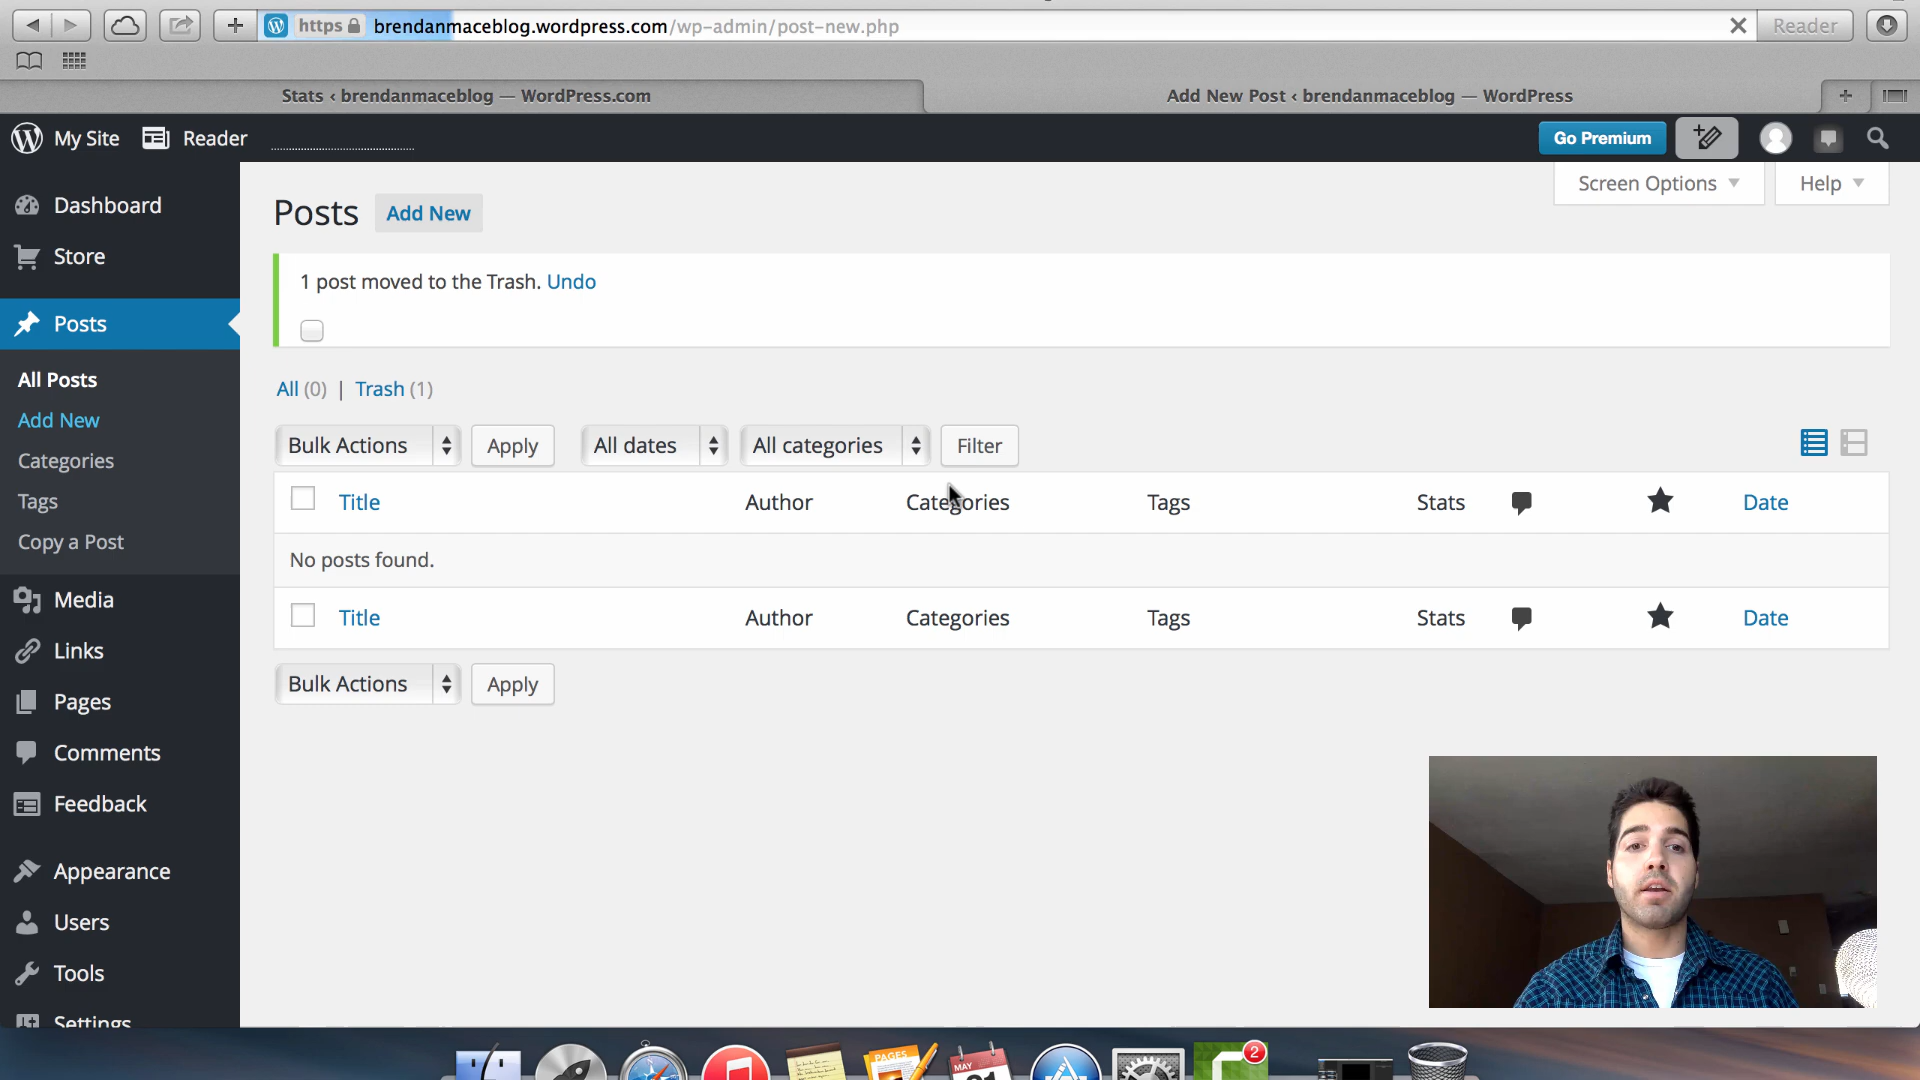 https brendanmaceblog.wordpress.com/wp-admin/post-new.php
Reader
Stats ‹ brendanmaceblog — WordPress.com
Add New Post ‹ brendanmaceblog — WordPress
My Site
Reader
Go Premium
Dashboard
Store
Posts
All Posts
Add New
Categories
Tags
Copy a Post
Media
Links
Pages
Comments
Feedback
Appearance
Users
Tools
Settings
Screen Options
Help
Posts Add New
1 post moved to the Trash. Undo
All (0) | Trash (1)
Bulk Actions Apply All dates All categories Filter
Title Author Categories Tags Stats Date
No posts found.
Title Author Categories Tags Stats Date
Bulk Actions Apply
PAGES
MAY
2